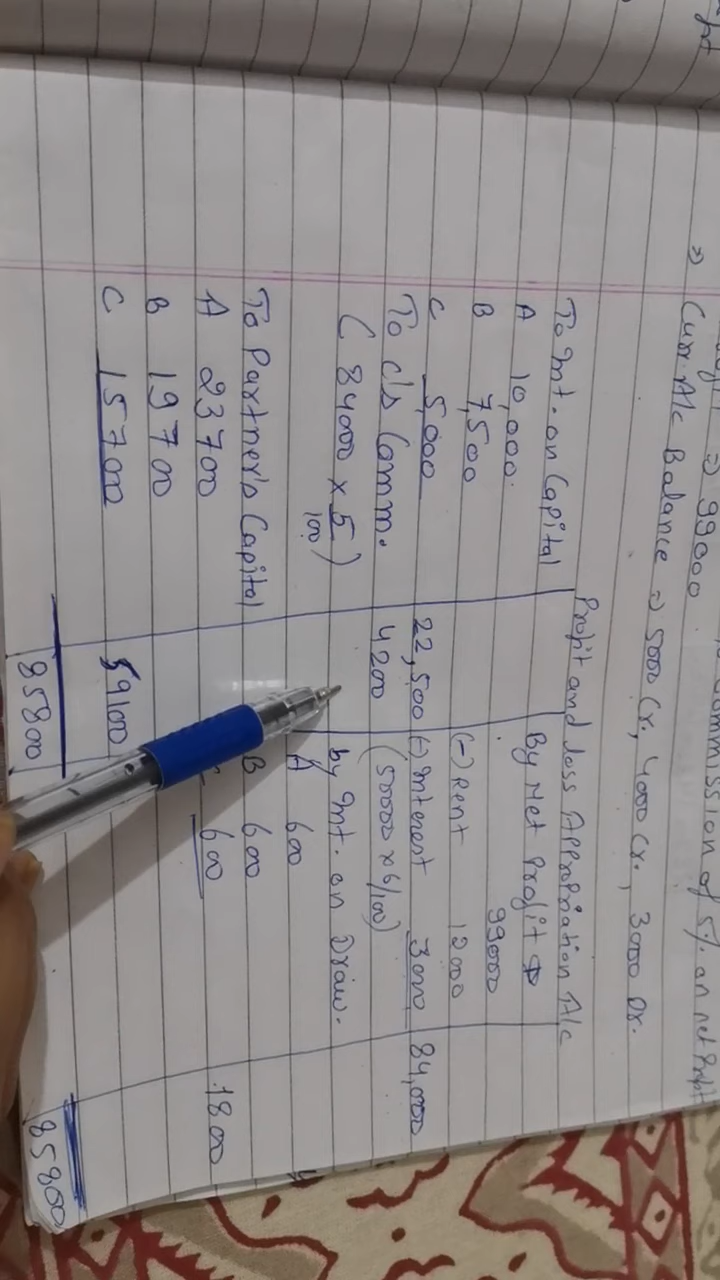 pt
⇒ 99000
mmission of 5% on net Profit
⇒ Curr. A/c Balance ⇒ 5000 Cr, 4000 Cr., 3000 Dr.
Profit and loss Appropriation A/c
To Int. on Capital
A 10,000
B 7,500
C 5,000 22,500
To c's Comm. 4200
(84000 × 5/100)
To Partner's Capital
A 23700
B 19700
C 15700 59100
85800
By Net Profit
99000
(-) Rent 12000
(-) Interest 3000 84,000
(50000 × 6/100)
by Int. on Draw.
A 600
B 600
600 1800
85800